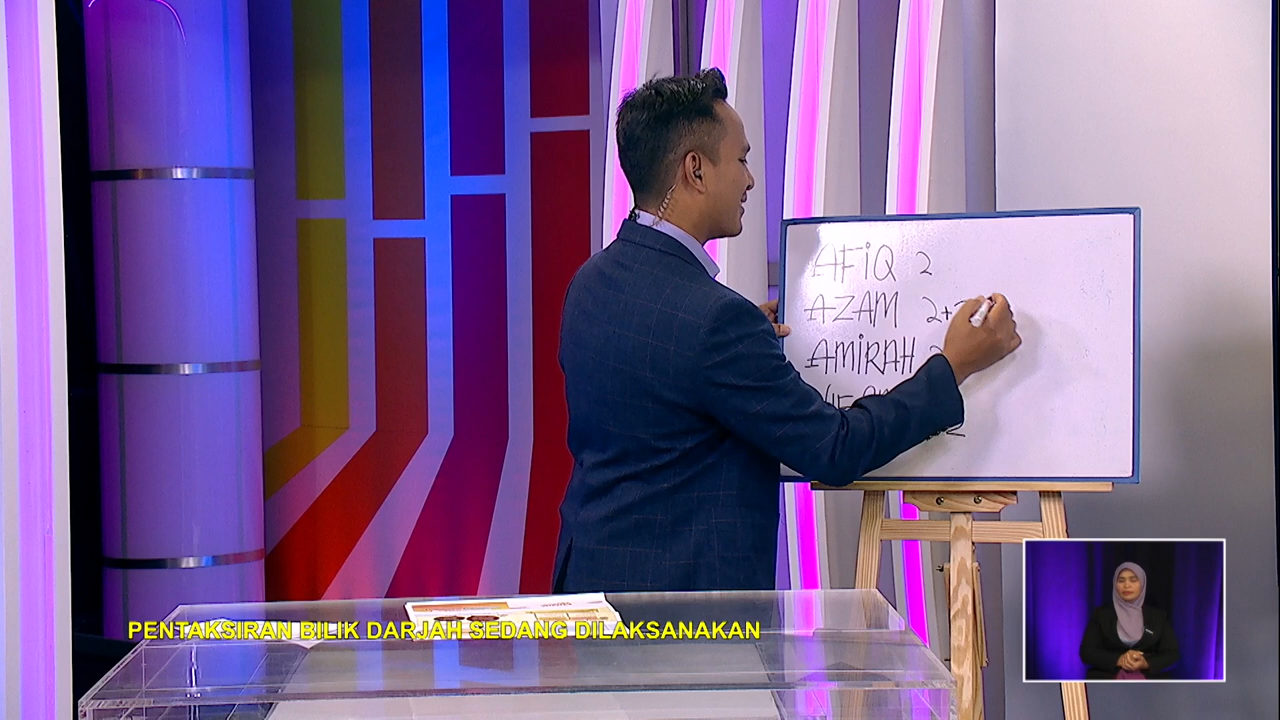 AFiQ 2
AZAM 2+
AMiRAH
PENTAKSIRAN BILIK DARJAH SEDANG DILAKSANAKAN